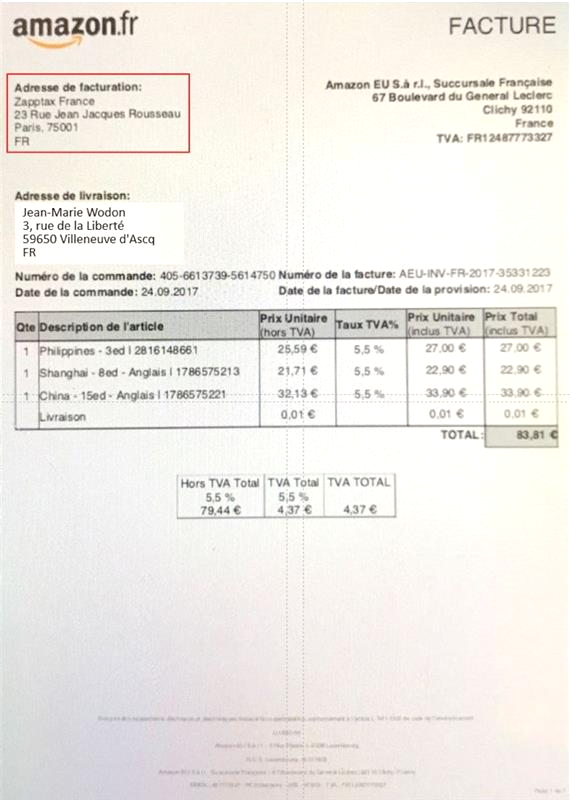 amazon.fr
FACTURE
Adresse de facturation:
Zapptax France
23 Rue Jean Jacques Rousseau
Paris, 75001
FR
Amazon EU S.à r.l., Succursale Française
67 Boulevard du General Leclerc
Clichy 92110
France
TVA: FR12487773327
Adresse de livraison:
Jean-Marie Wodon
3, rue de la Liberté
59650 Villeneuve d'Ascq
FR
Numéro de la commande: 405-6613739-5614750 Numéro de la facture: AEU-INV-FR-2017-35331223
Date de la commande: 24.09.2017 Date de la facture/Date de la provision: 24.09.2017
Qte Description de l'article Prix Unitaire (hors TVA) Taux TVA% Prix Unitaire (inclus TVA) Prix Total (inclus TVA)
1 Philippines - 3ed | 2816148661 25,59 € 5,5 % 27,00 € 27,00 €
1 Shanghai - 8ed - Anglais | 1786575213 21,71 € 5,5 % 22,90 € 22,90 €
1 China - 15ed - Anglais | 1786575221 32,13 € 5,5 % 33,90 € 33,90 €
Livraison 0,01 € 0,01 € 0,01 €
TOTAL: 83,81 €
Hors TVA Total TVA Total TVA TOTAL
5,5 % 5,5 %
79,44 € 4,37 € 4,37 €